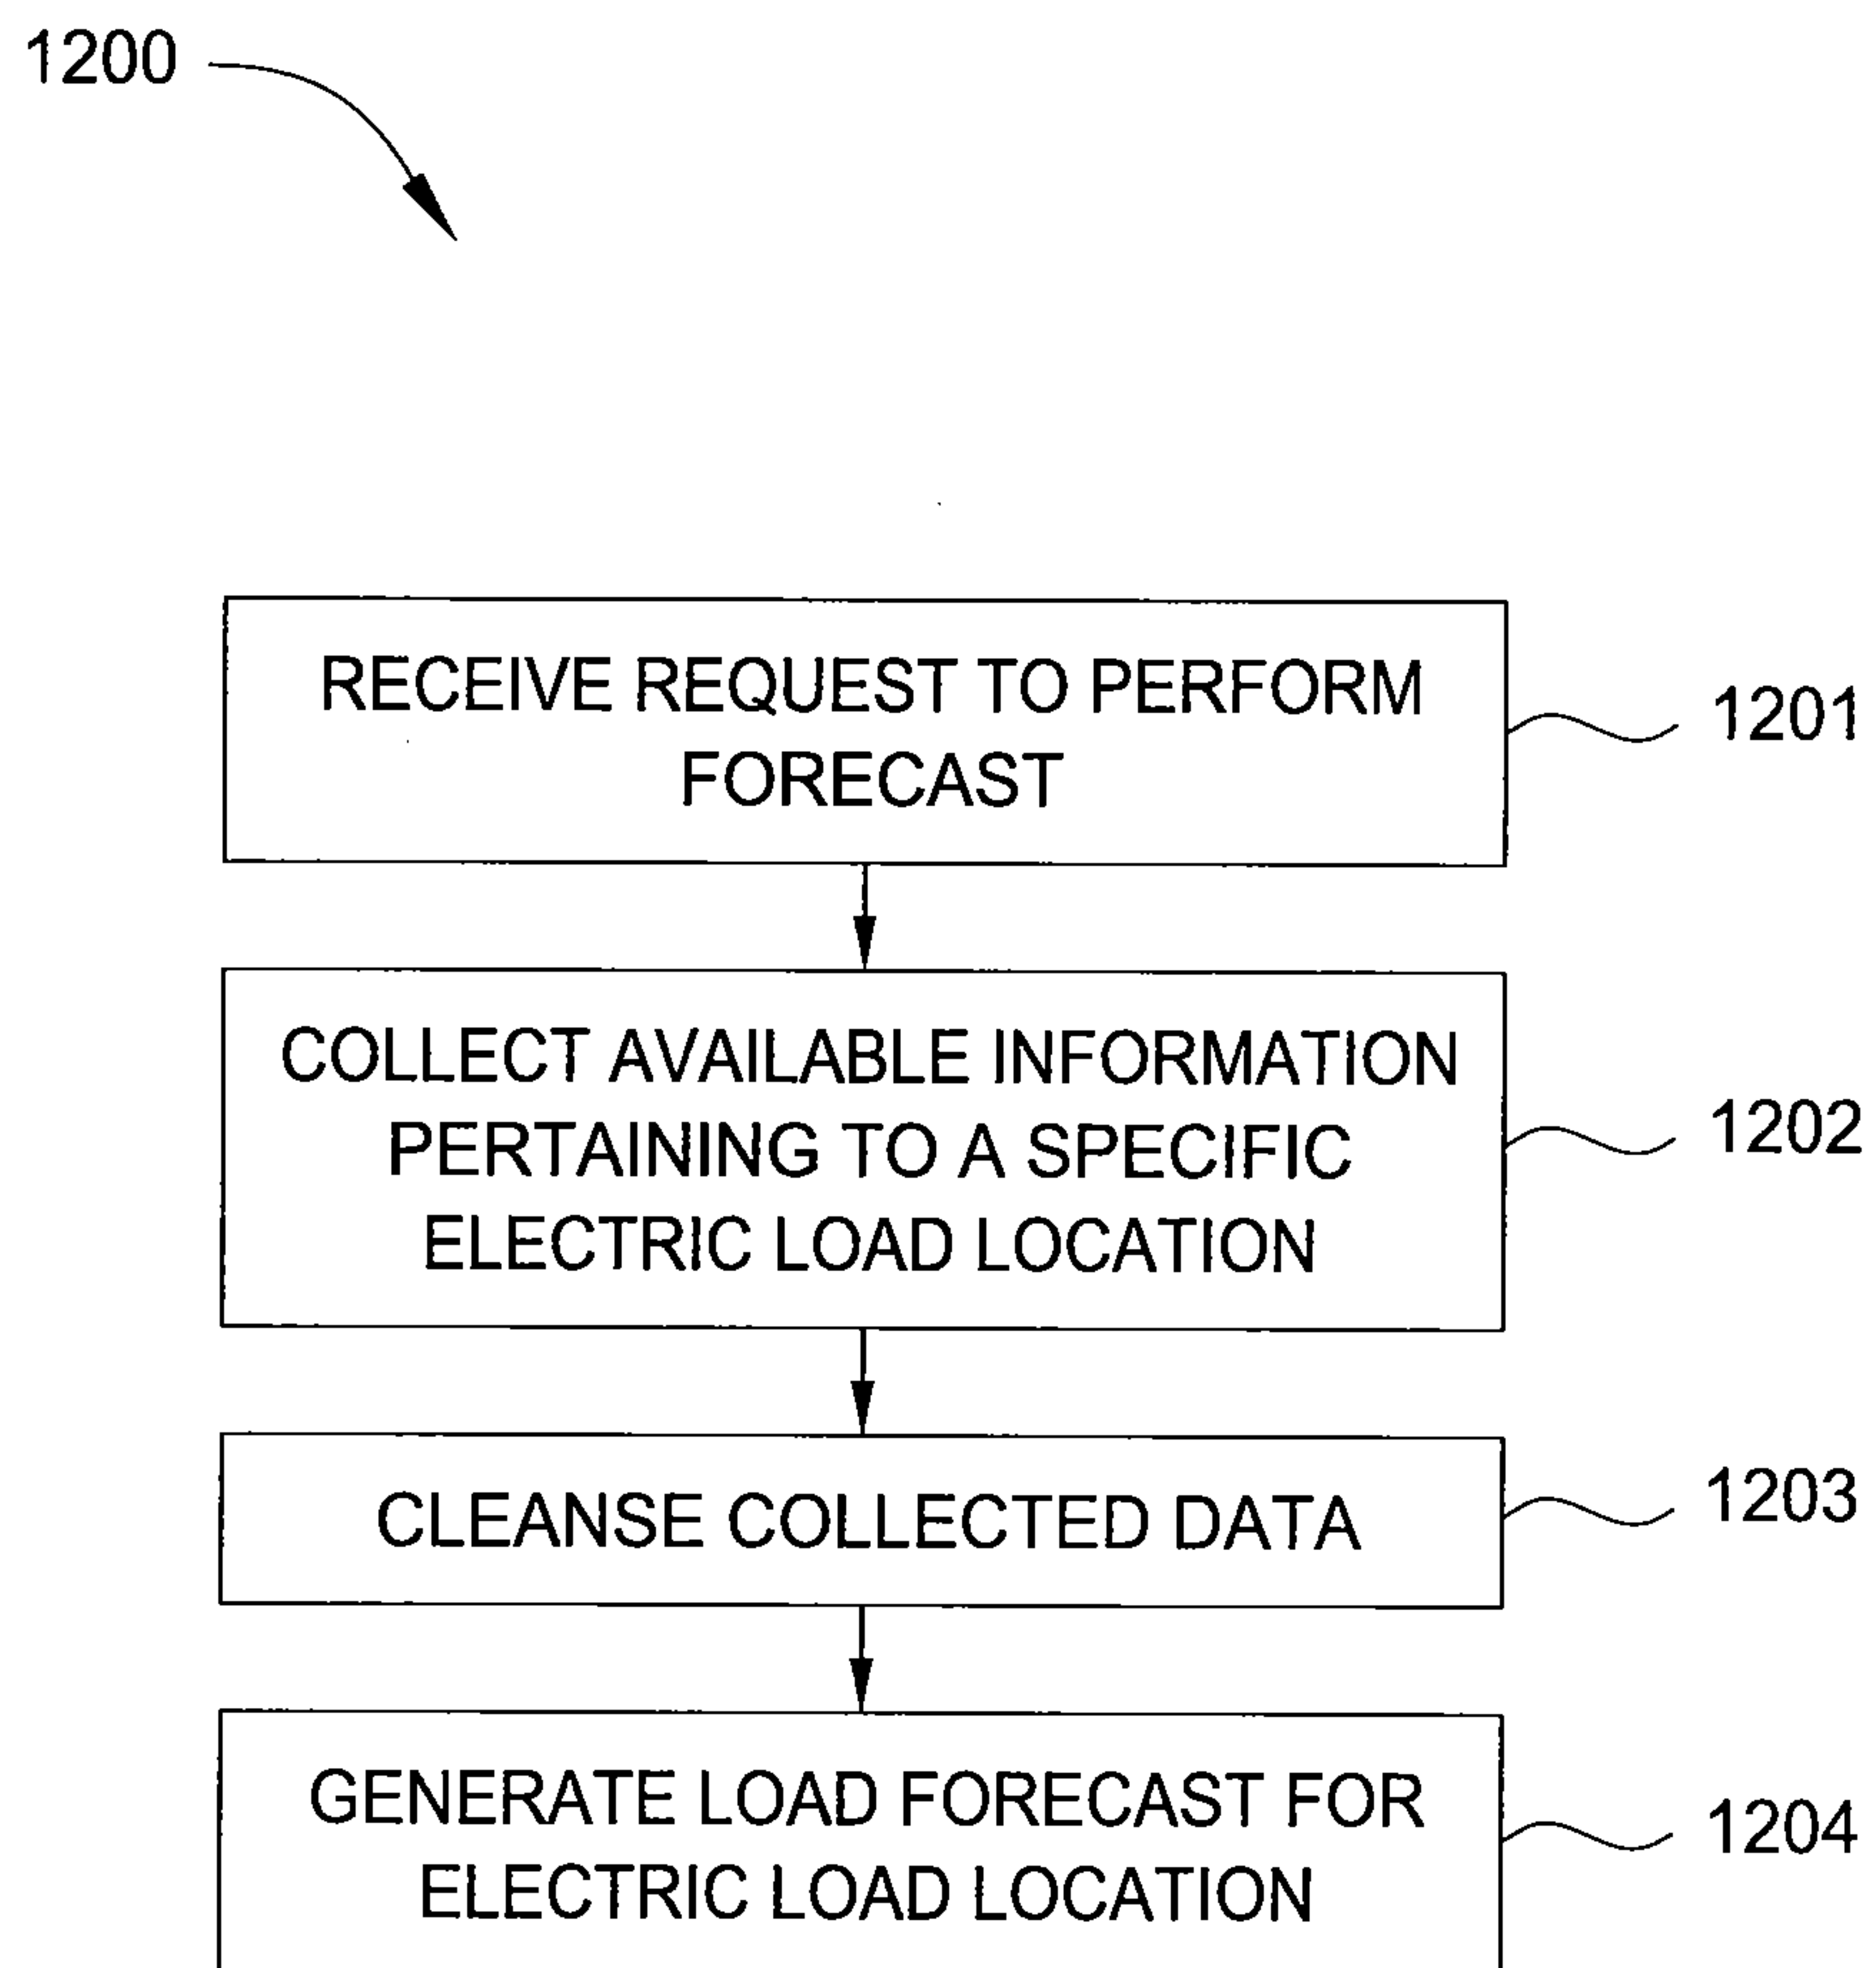 1200
RECEIVE REQUEST TO PERFORM
FORECAST
1201
COLLECT AVAILABLE INFORMATION
PERTAINING TO A SPECIFIC
ELECTRIC LOAD LOCATION
1202
CLEANSE COLLECTED DATA
1203
GENERATE LOAD FORECAST FOR
ELECTRIC LOAD LOCATION
1204